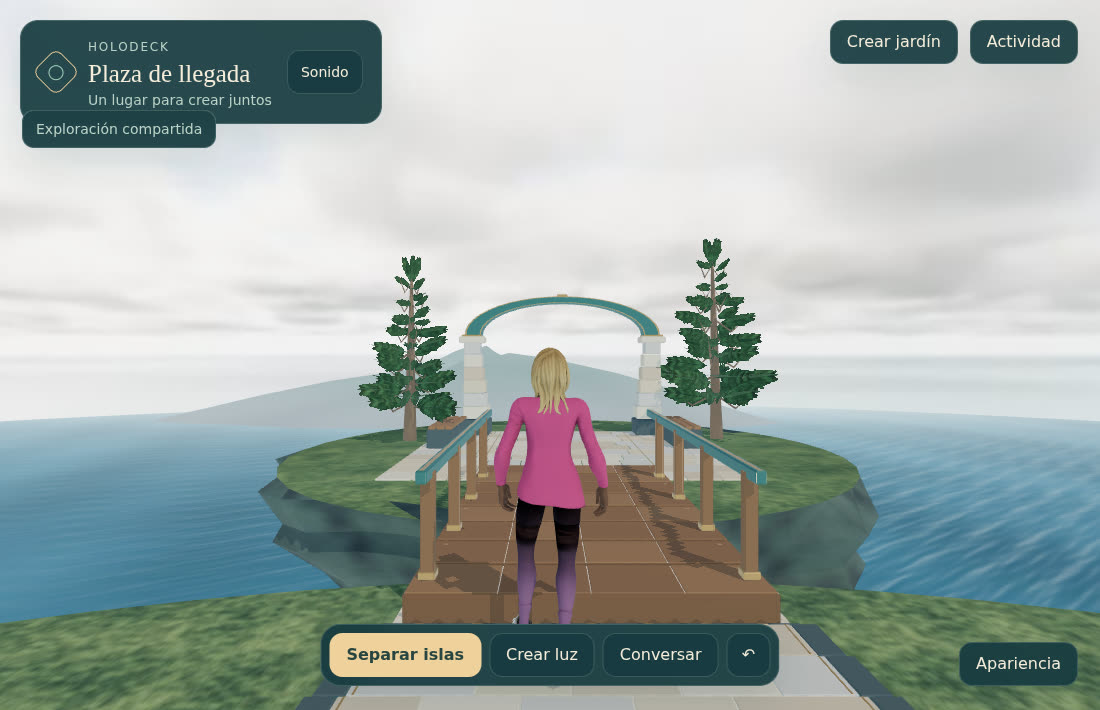 HOLODECK
Plaza de llegada
Un lugar para crear juntos
Sonido
Exploración compartida
Crear jardín
Actividad
Separar islas
Crear luz
Conversar
↶
Apariencia